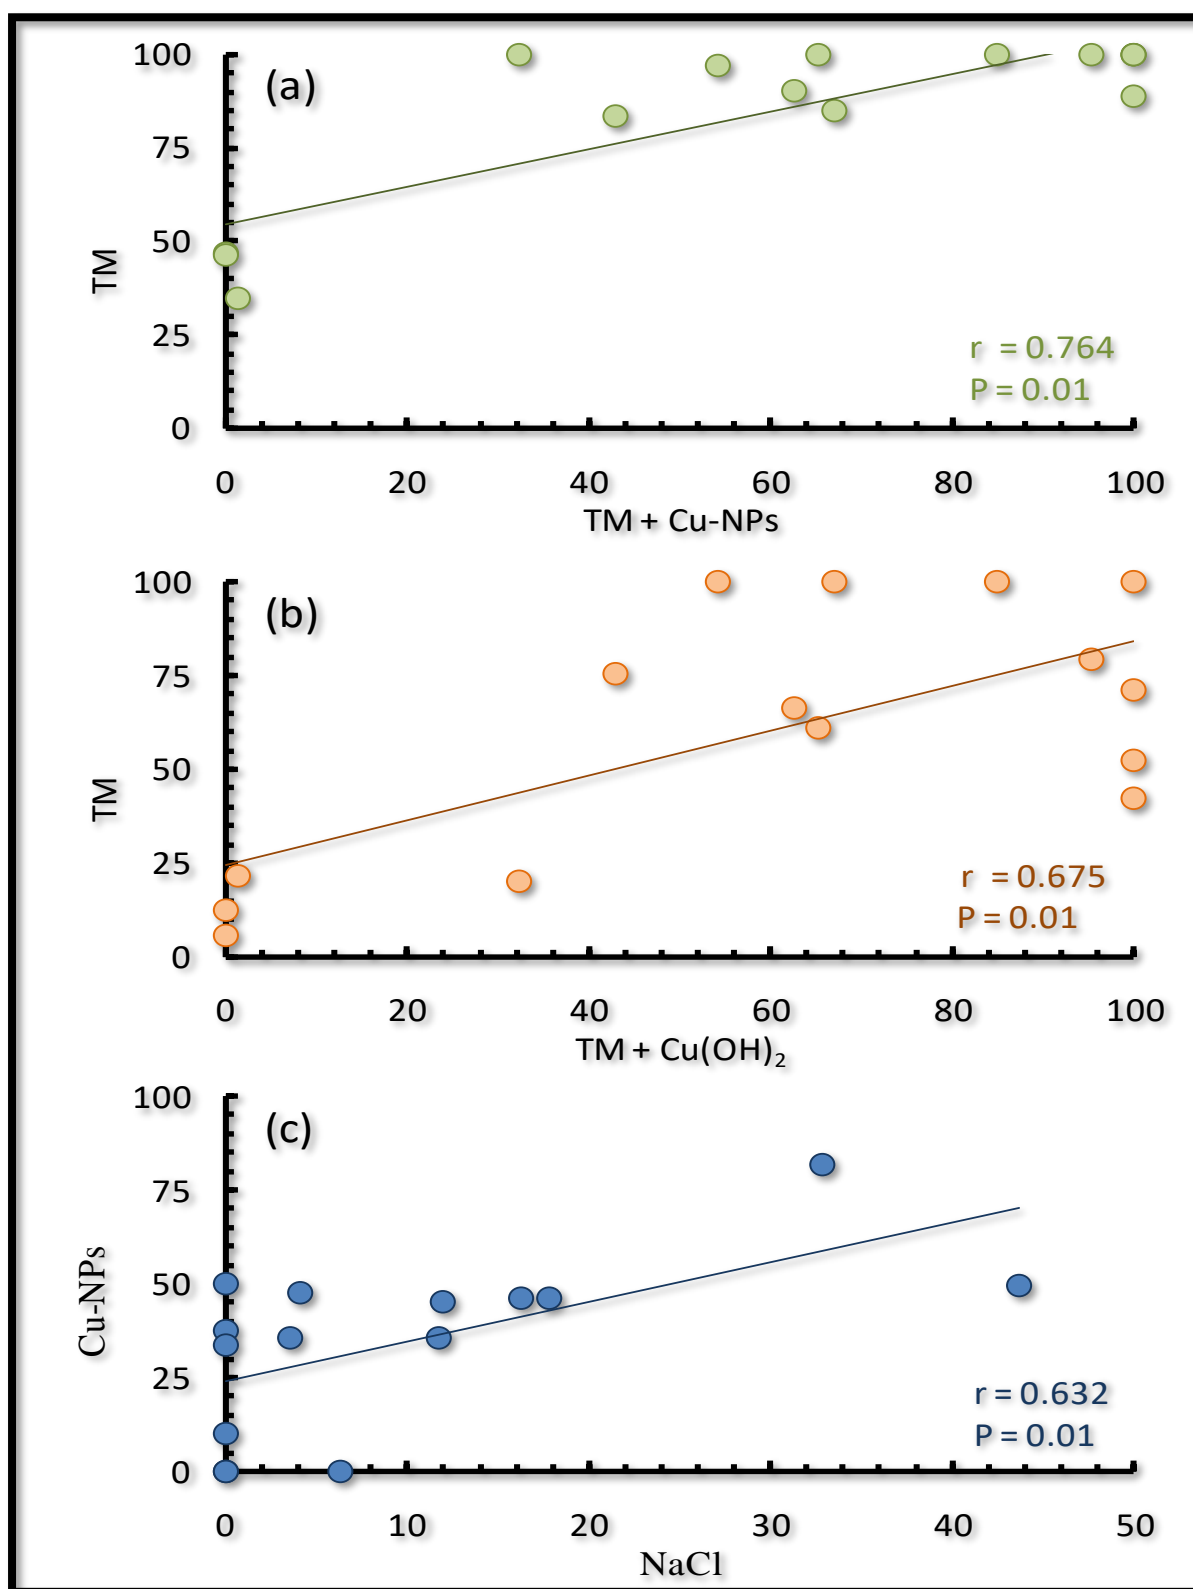 100
(a)
75
50
TM
25
r = 0.764
P = 0.01
0
0 20 40 60 80 100
TM + Cu-NPs
100
(b)
75
50
TM
25
r = 0.675
P = 0.01
0
0 20 40 60 80 100
TM + Cu(OH)₂
100
(c)
75
50
Cu-NPs
25
r = 0.632
P = 0.01
0
0 10 20 30 40 50
NaCl